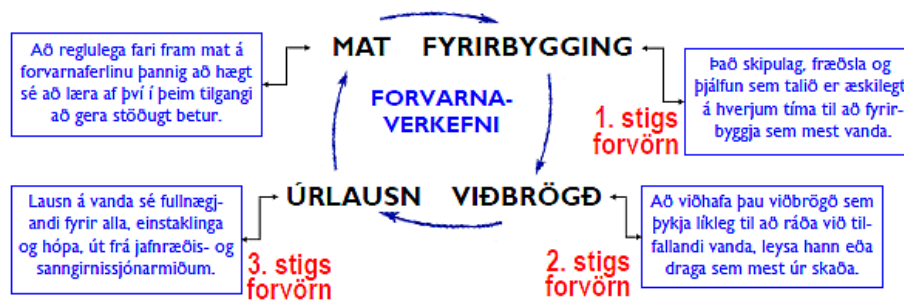 MAT
FYRIRBYGGING
Að reglulega fari fram mat á
forvarnaferlinu þannig að hægt
sé að læra af því í þeim tilgangi
að gera stöðugt betur.
FORVARNA-
VERKEFNI
1. stigs
forvörn
Það skipulag, fræðsla og
þjálfun sem talið er æskilegt
á hverjum tíma til að fyrir-
byggja sem mest vanda.
ÚRLAUSN
VIÐBRÖGÐ
Lausn á vanda sé fullnægj-
andi fyrir alla, einstaklinga
og hópa, út frá jafnræðis- og
sanngirnissjónarmiðum.
3. stigs
forvörn
2. stigs
forvörn
Að viðhafa þau viðbrögð sem
þykja líkleg til að ráða við til-
fallandi vanda, leysa hann eða
draga sem mest úr skaða.